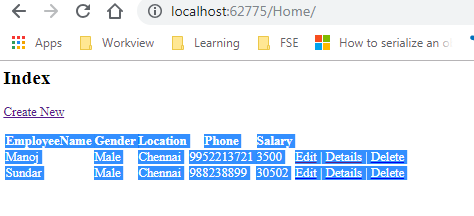 localhost:62775/Home/
Apps Workview Learning FSE How to serialize an o
Index
Create New
EmployeeName Gender Location Phone Salary
Manoj Male Chennai 9952213721 3500 Edit | Details | Delete
Sundar Male Chennai 988238899 30502 Edit | Details | Delete